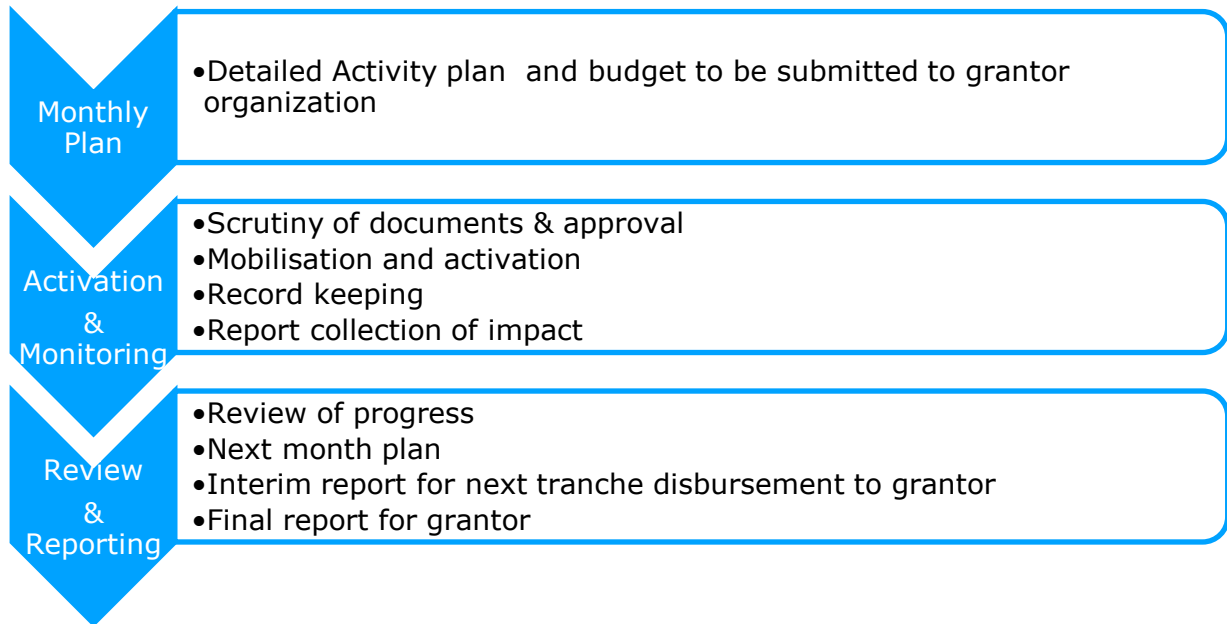 Monthly
Plan
•Detailed Activity plan  and budget to be submitted to grantor
organization
Activation
&
Monitoring
•Scrutiny of documents & approval
•Mobilisation and activation
•Record keeping
•Report collection of impact
Review
&
Reporting
•Review of progress
•Next month plan
•Interim report for next tranche disbursement to grantor
•Final report for grantor